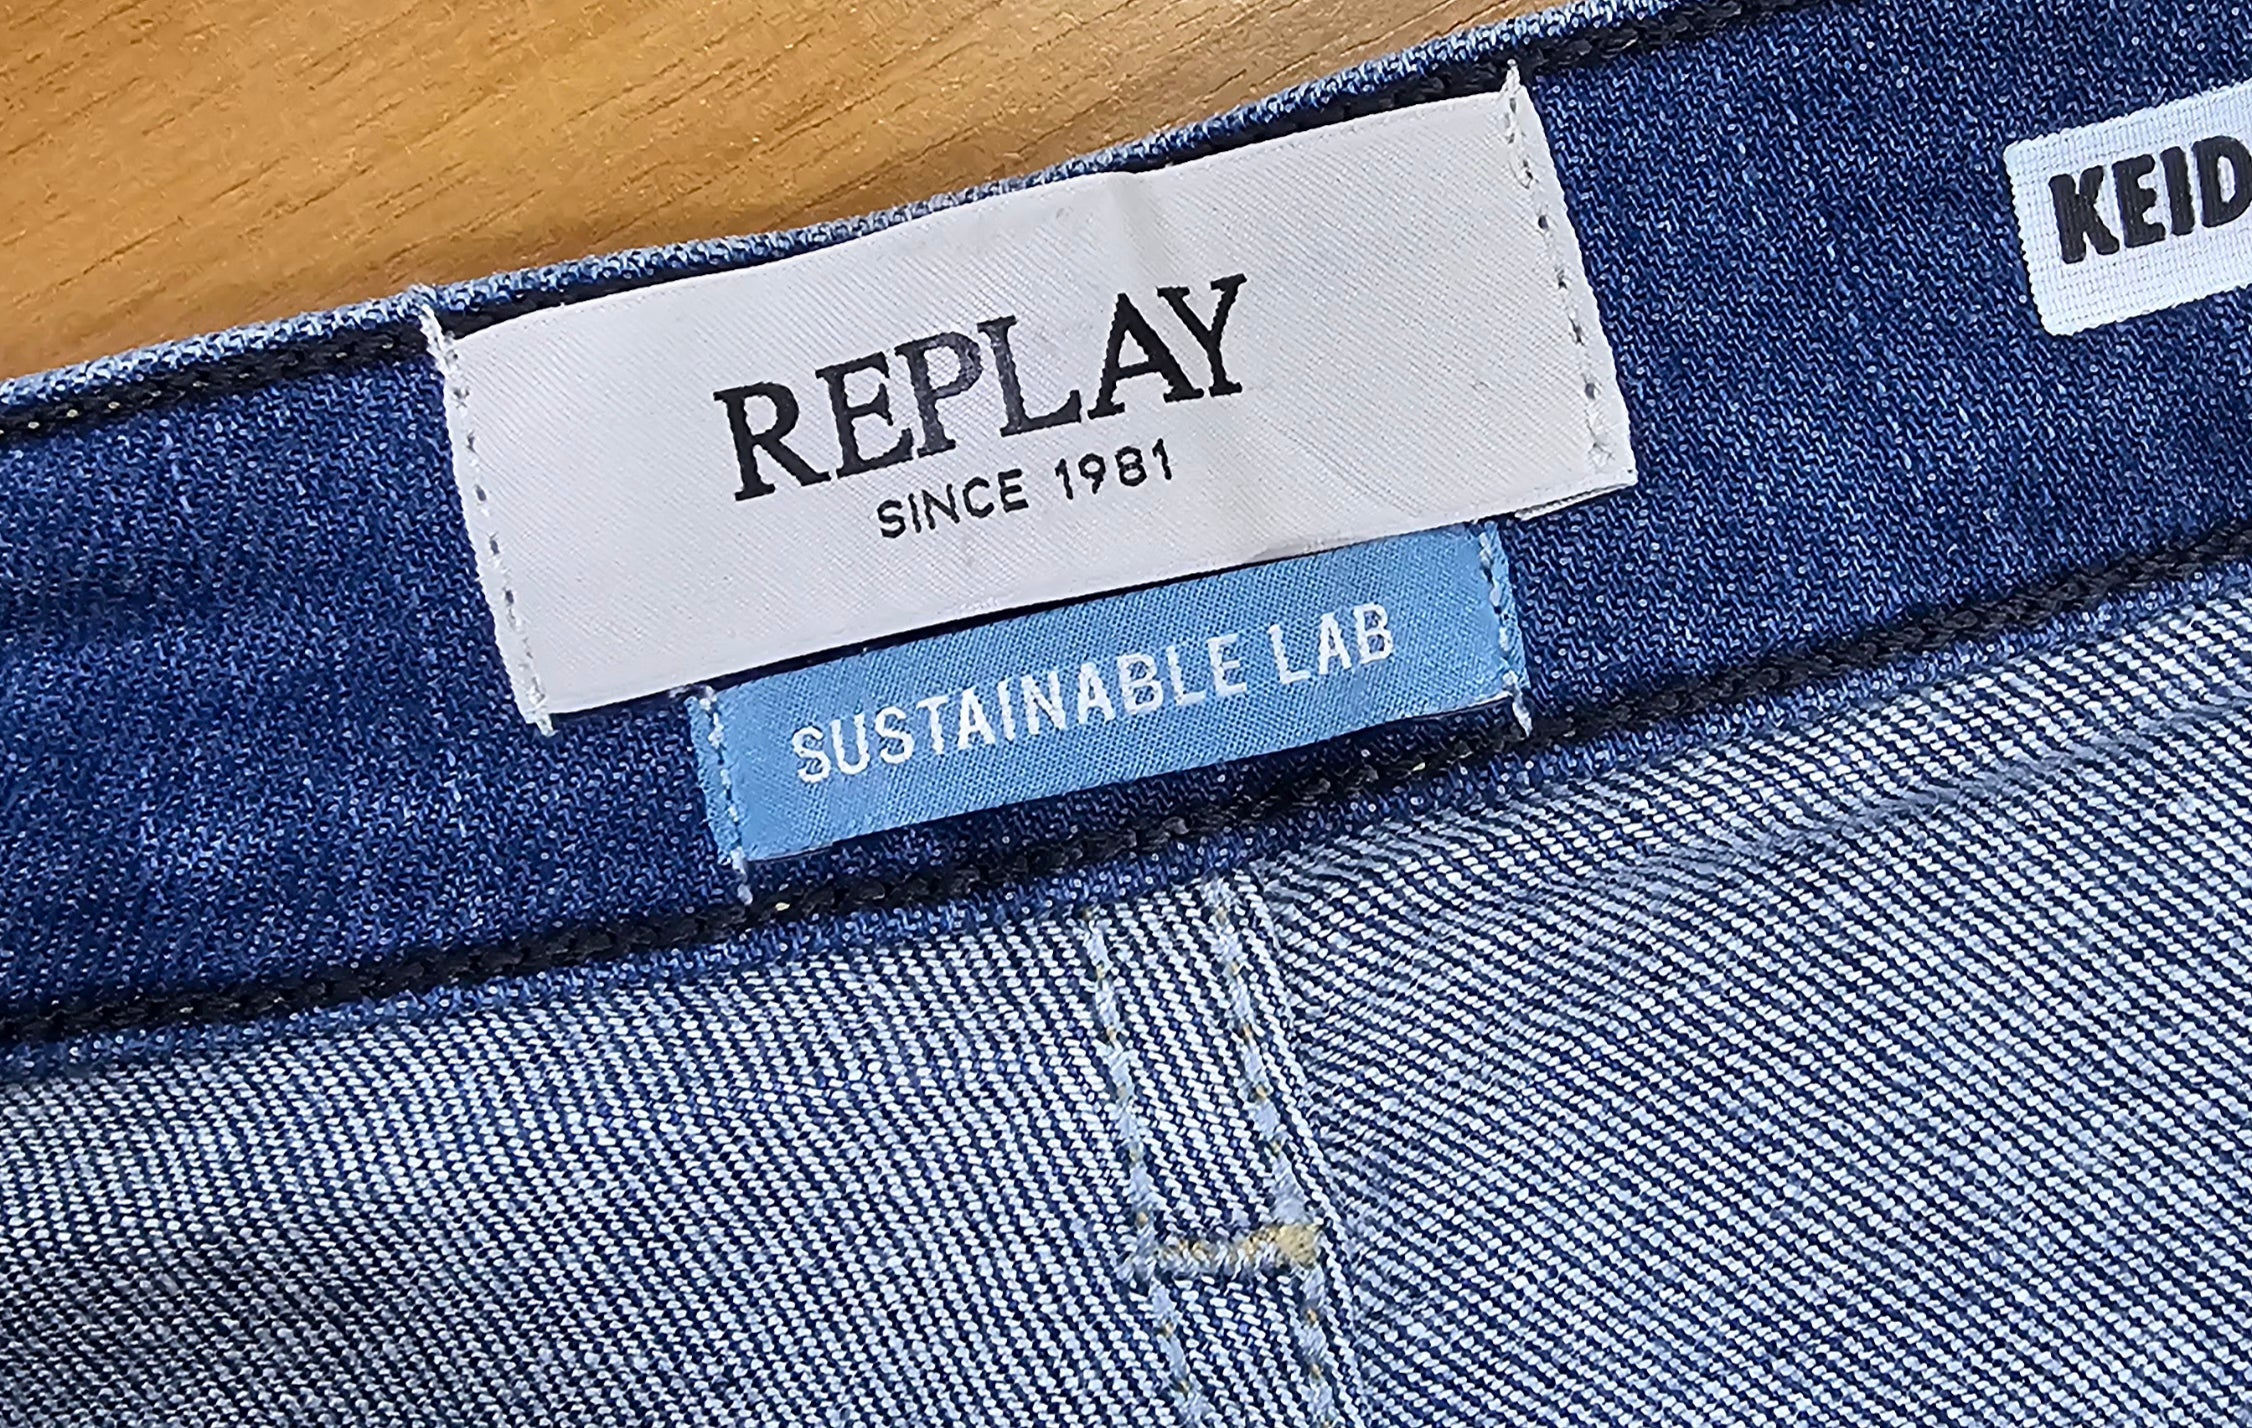 REPLAY
SINCE 1981
SUSTAINABLE LAB
KEID